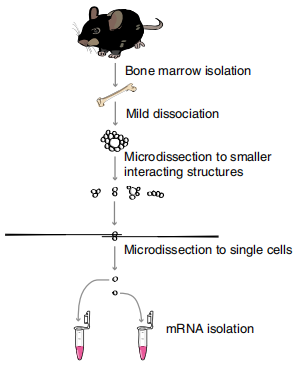 Bone marrow isolation
Mild dissociation
Microdissection to smaller
interacting structures
Microdissection to single cells
mRNA isolation